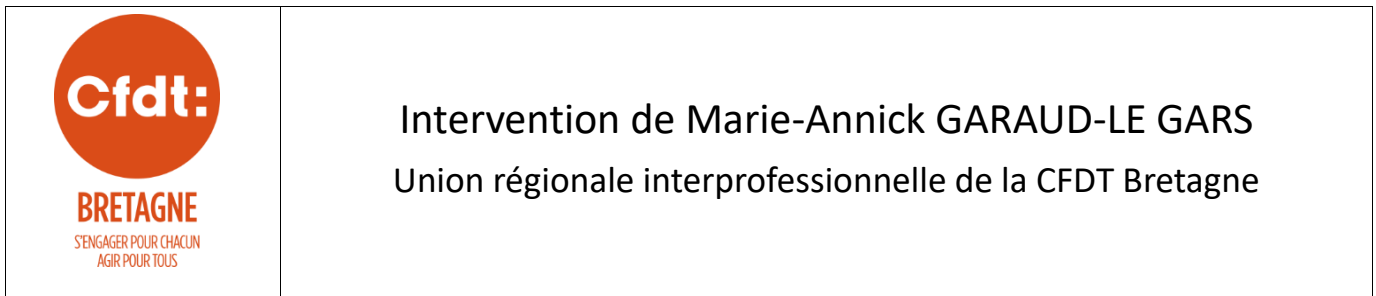 Cfdt:
BRETAGNE
S'ENGAGER POUR CHACUN
AGIR POUR TOUS
Intervention de Marie-Annick GARAUD-LE GARS
Union régionale interprofessionnelle de la CFDT Bretagne